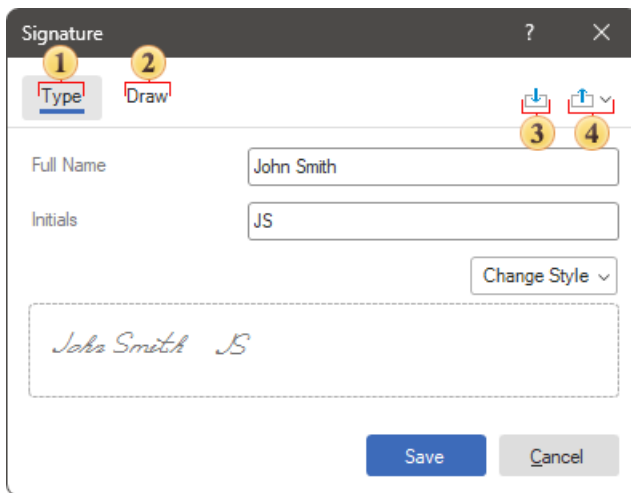 Signature ?
1 2
Type Draw
3 4
Full Name John Smith
Initials JS
Change Style
John Smith JS
Save Cancel